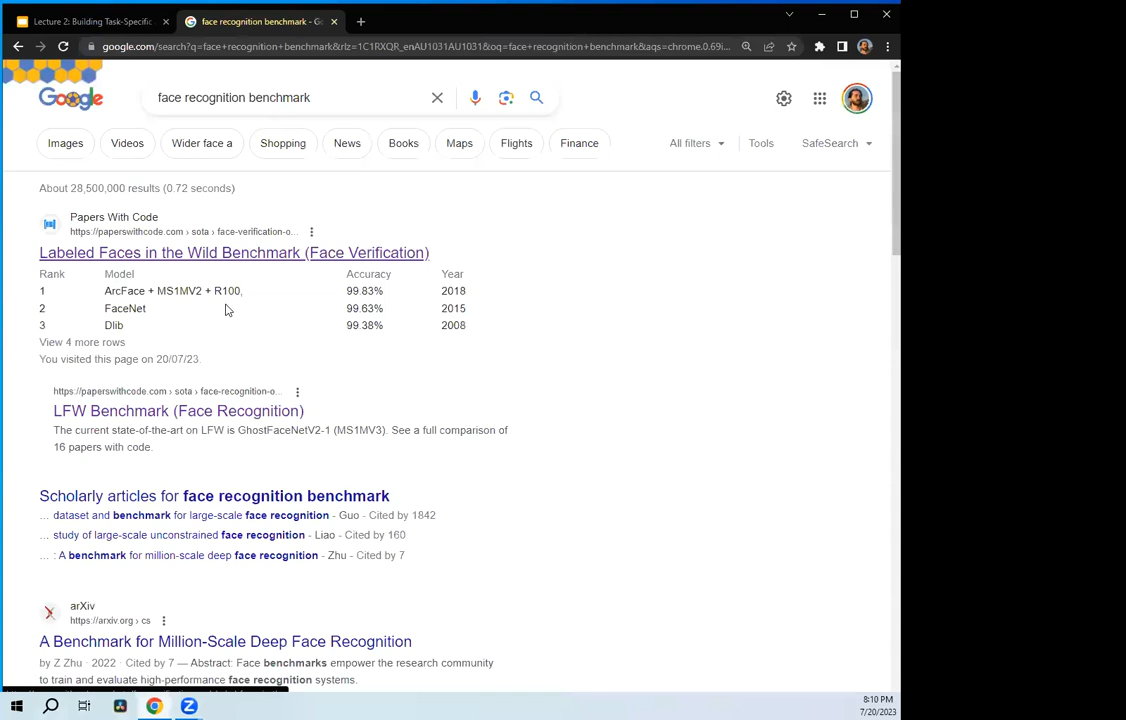 Lecture 2: Building Task-Specific
face recognition benchmark - Go
google.com/search?q=face+recognition+benchmark&rlz=1C1RXQR_enAU1031AU1031&oq=face+recognition+benchmark&aqs=chrome.0.69i...
Google
face recognition benchmark
Images
Videos
Wider face a
Shopping
News
Books
Maps
Flights
Finance
All filters
Tools
SafeSearch
About 28,500,000 results (0.72 seconds)
Papers With Code
https://paperswithcode.com › sota › face-verification-o...
Labeled Faces in the Wild Benchmark (Face Verification)
Rank Model Accuracy Year
1 ArcFace + MS1MV2 + R100, 99.83% 2018
2 FaceNet 99.63% 2015
3 Dlib 99.38% 2008
View 4 more rows
You visited this page on 20/07/23.
https://paperswithcode.com › sota › face-recognition-o...
LFW Benchmark (Face Recognition)
The current state-of-the-art on LFW is GhostFaceNetV2-1 (MS1MV3). See a full comparison of
16 papers with code.
Scholarly articles for face recognition benchmark
... dataset and benchmark for large-scale face recognition - Guo - Cited by 1842
... study of large-scale unconstrained face recognition - Liao - Cited by 160
... : A benchmark for million-scale deep face recognition - Zhu - Cited by 7
arXiv
https://arxiv.org › cs
A Benchmark for Million-Scale Deep Face Recognition
by Z Zhu · 2022 · Cited by 7 — Abstract: Face benchmarks empower the research community
to train and evaluate high-performance face recognition systems.
8:10 PM
7/20/2023